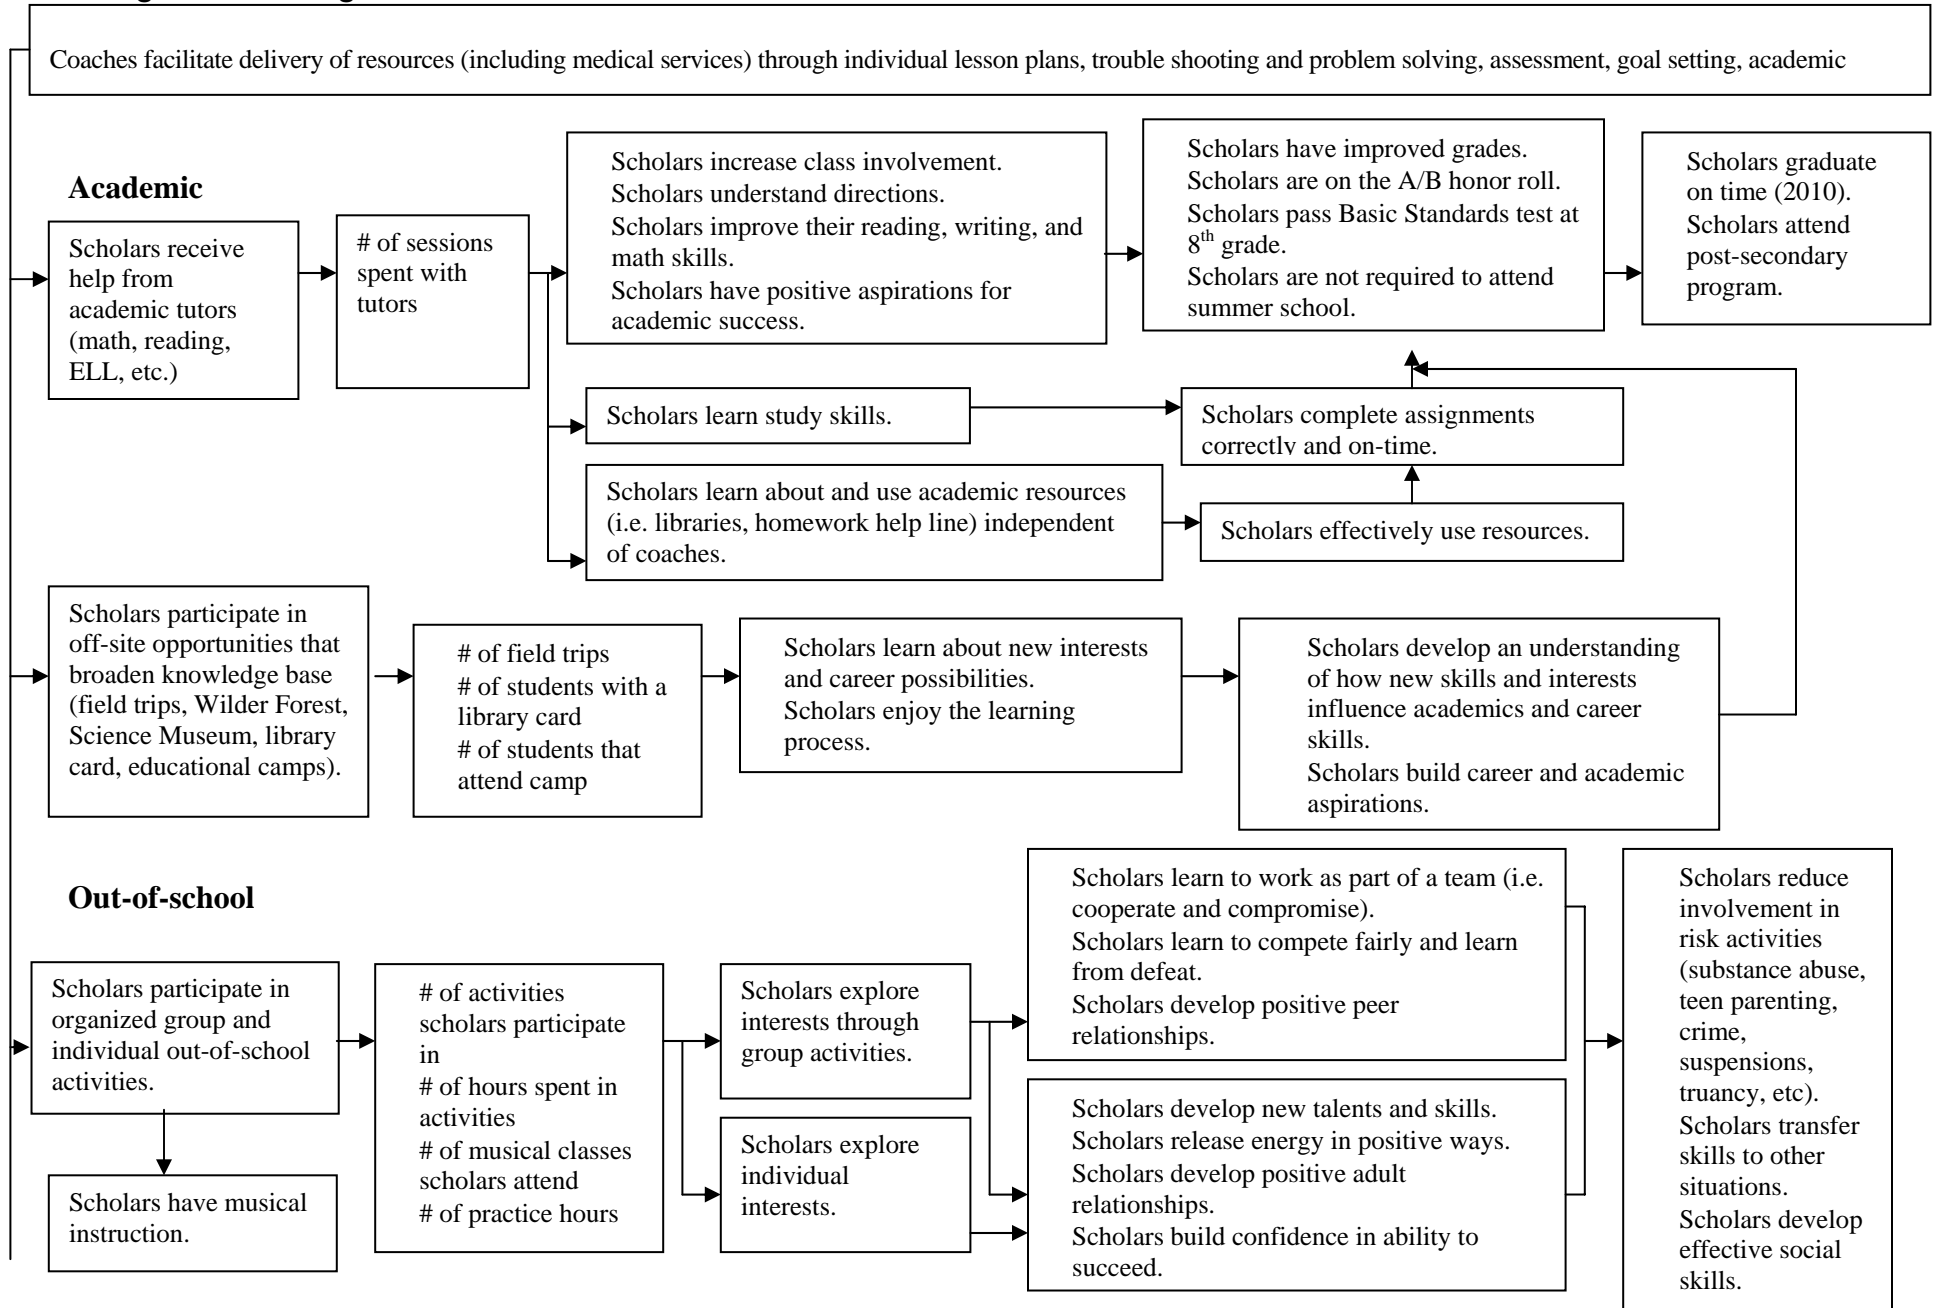 Coaches facilitate delivery of resources (including medical services) through individual lesson plans, trouble shooting and problem solving, assessment, goal setting, academic
Academic
Scholars receive
help from
academic tutors
(math, reading,
ELL, etc.)
# of sessions
spent with
tutors
Scholars increase class involvement.
Scholars understand directions.
Scholars improve their reading, writing, and
math skills.
Scholars have positive aspirations for
academic success.
Scholars have improved grades.
Scholars are on the A/B honor roll.
Scholars pass Basic Standards test at
8th grade.
Scholars are not required to attend
summer school.
Scholars graduate
on time (2010).
Scholars attend
post-secondary
program.
Scholars learn study skills.
Scholars complete assignments
correctly and on-time.
Scholars learn about and use academic resources
(i.e. libraries, homework help line) independent
of coaches.
Scholars effectively use resources.
Scholars participate in
off-site opportunities that
broaden knowledge base
(field trips, Wilder Forest,
Science Museum, library
card, educational camps).
# of field trips
# of students with a
library card
# of students that
attend camp
Scholars learn about new interests
and career possibilities.
Scholars enjoy the learning
process.
Scholars develop an understanding
of how new skills and interests
influence academics and career
skills.
Scholars build career and academic
aspirations.
Out-of-school
Scholars participate in
organized group and
individual out-of-school
activities.
Scholars have musical
instruction.
# of activities
scholars participate
in
# of hours spent in
activities
# of musical classes
scholars attend
# of practice hours
Scholars explore
interests through
group activities.
Scholars explore
individual
interests.
Scholars learn to work as part of a team (i.e.
cooperate and compromise).
Scholars learn to compete fairly and learn
from defeat.
Scholars develop positive peer
relationships.
Scholars develop new talents and skills.
Scholars release energy in positive ways.
Scholars develop positive adult
relationships.
Scholars build confidence in ability to
succeed.
Scholars reduce
involvement in
risk activities
(substance abuse,
teen parenting,
crime,
suspensions,
truancy, etc).
Scholars transfer
skills to other
situations.
Scholars develop
effective social
skills.